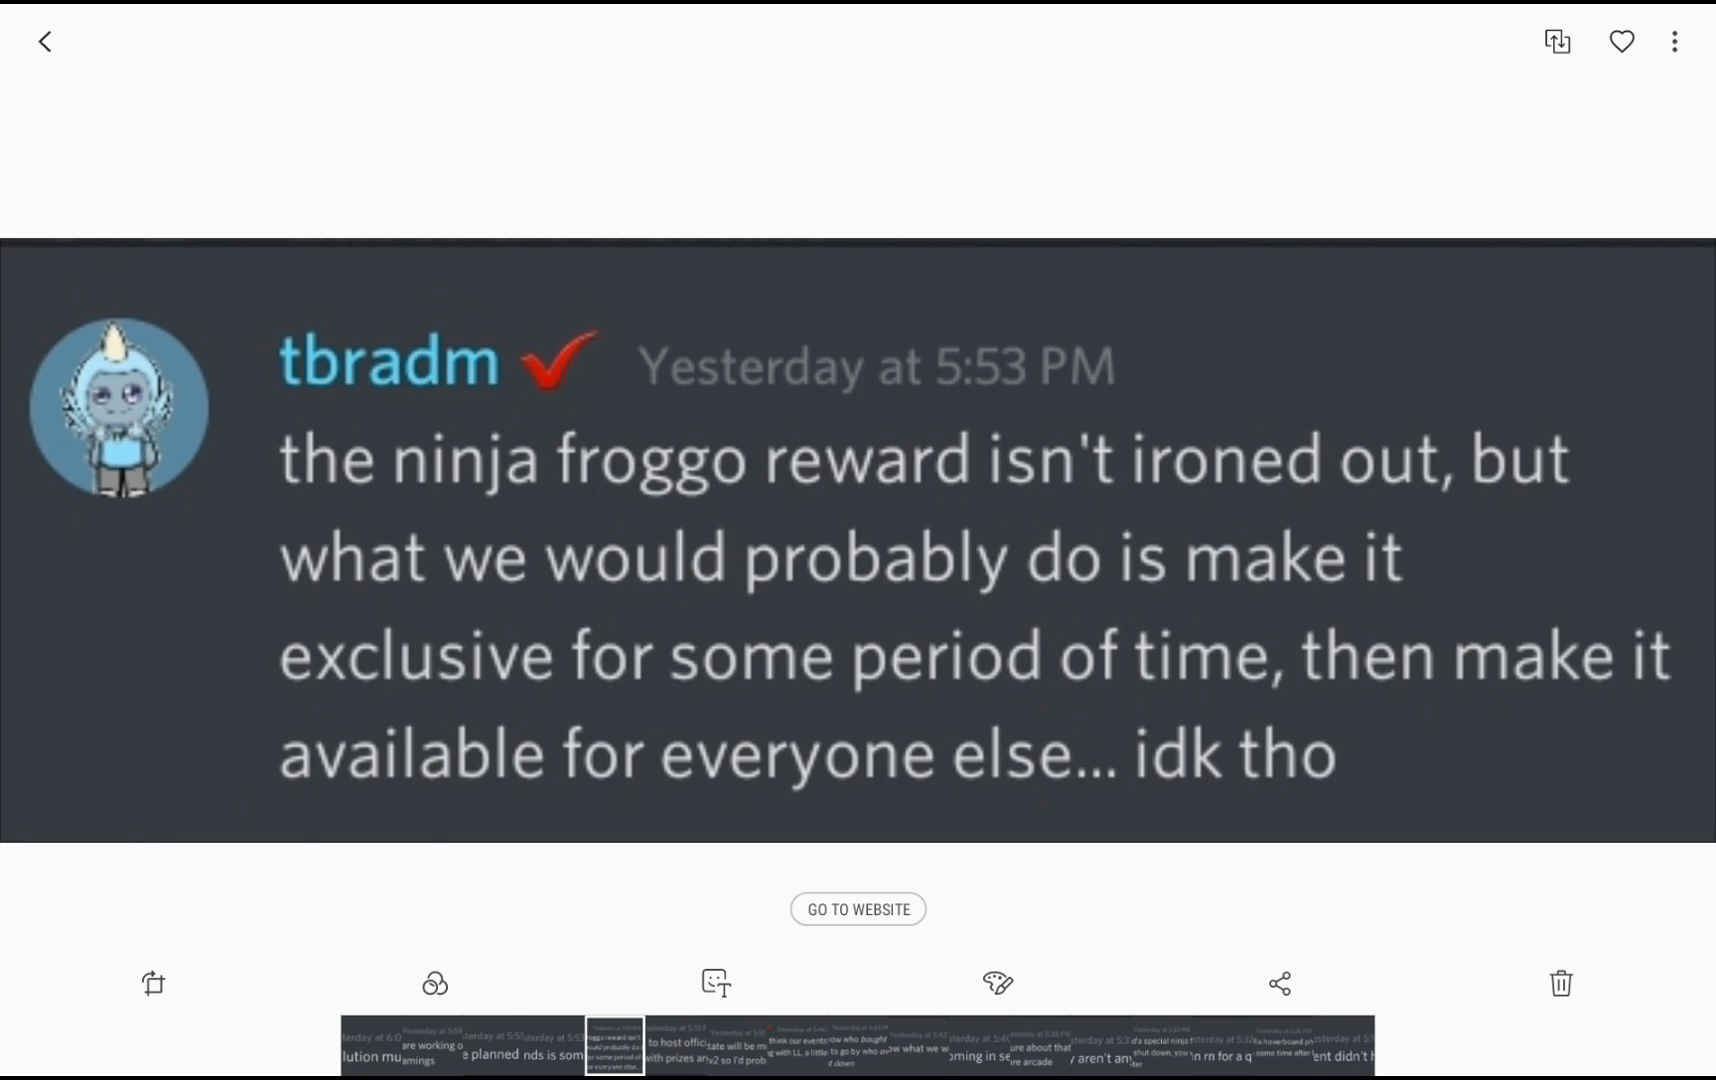 tbradm Yesterday at 5:53 PM
the ninja froggo reward isn't ironed out, but
what we would probably do is make it
exclusive for some period of time, then make it
available for everyone else... idk tho
GO TO WEBSITE